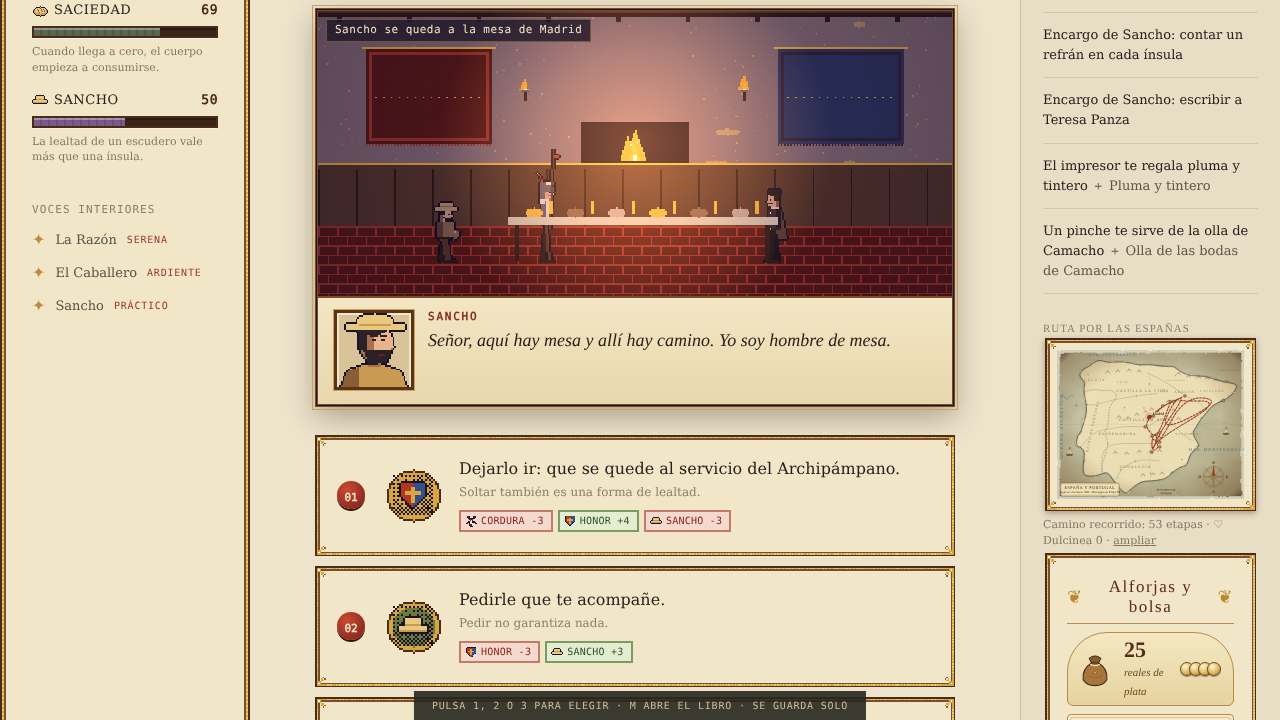 SACIEDAD 69
Cuando llega a cero, el cuerpo
empieza a consumirse.
SANCHO 50
La lealtad de un escudero vale
más que una ínsula.
VOCES INTERIORES
La Razón SERENA
El Caballero ARDIENTE
Sancho PRÁCTICO
Sancho se queda a la mesa de Madrid
SANCHO
Señor, aquí hay mesa y allí hay camino. Yo soy hombre de mesa.
01
Dejarlo ir: que se quede al servicio del Archipámpano.
Soltar también es una forma de lealtad.
CORDURA -3 HONOR +4 SANCHO -3
02
Pedirle que te acompañe.
Pedir no garantiza nada.
HONOR -3 SANCHO +3
PULSA 1, 2 O 3 PARA ELEGIR · M ABRE EL LIBRO · SE GUARDA SOLO
Encargo de Sancho: contar un
refrán en cada ínsula
Encargo de Sancho: escribir a
Teresa Panza
El impresor te regala pluma y
tintero + Pluma y tintero
Un pinche te sirve de la olla de
Camacho + Olla de las bodas
de Camacho
RUTA POR LAS ESPAÑAS
ESPAÑA Y PORTUGAL
Camino recorrido: 53 etapas · ♡
Dulcinea 0 · ampliar
Alforjas y
bolsa
25
reales de
plata